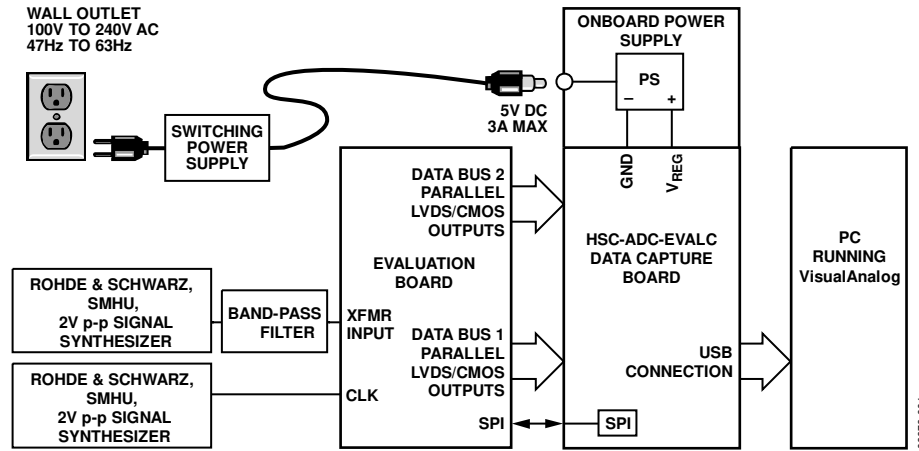 WALL OUTLET
100V TO 240V AC
47Hz TO 63Hz
SWITCHING
POWER
SUPPLY
5V DC
3A MAX
ONBOARD POWER
SUPPLY
PS
– +
GND
VREG
ROHDE & SCHWARZ,
SMHU,
2V p-p SIGNAL
SYNTHESIZER
BAND-PASS
FILTER
XFMR
INPUT
ROHDE & SCHWARZ,
SMHU,
2V p-p SIGNAL
SYNTHESIZER
CLK
EVALUATION
BOARD
DATA BUS 2
PARALLEL
LVDS/CMOS
OUTPUTS
DATA BUS 1
PARALLEL
LVDS/CMOS
OUTPUTS
SPI
HSC-ADC-EVALC
DATA CAPTURE
BOARD
USB
CONNECTION
SPI
PC
RUNNING
VisualAnalog